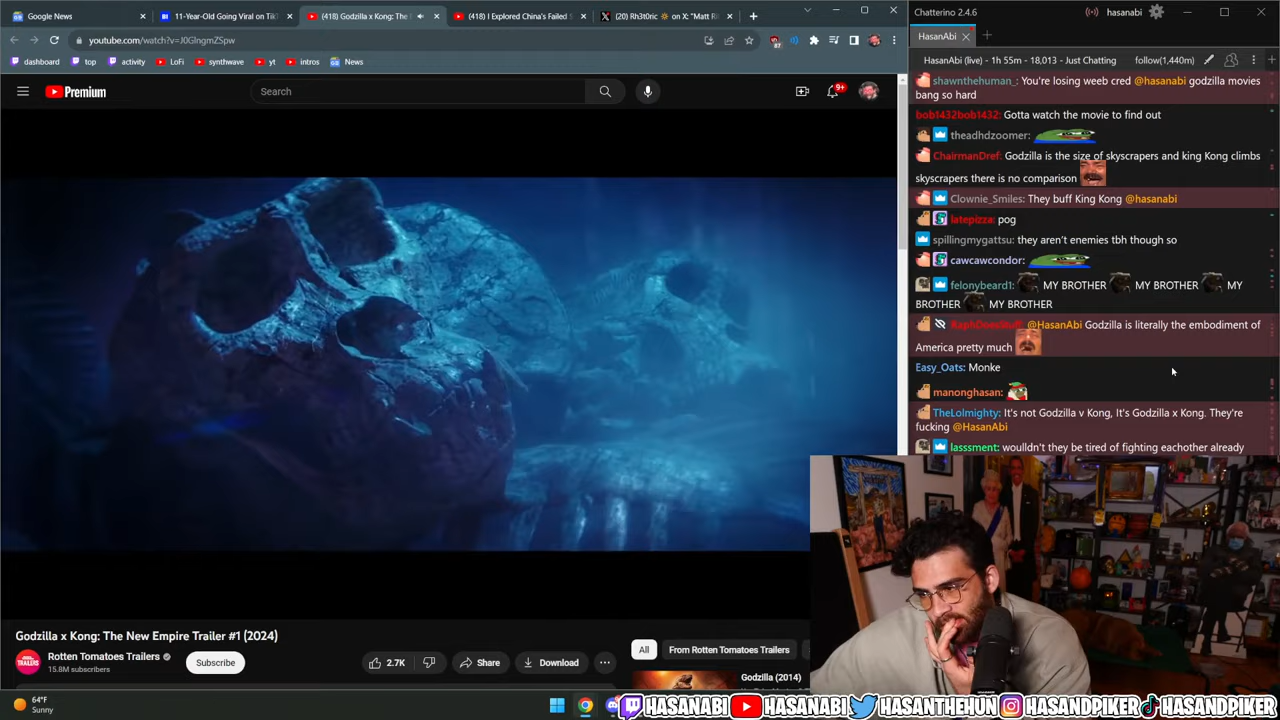 Google News
11-Year-Old Going Viral on Tik
(418) Godzilla x Kong: The
(418) I Explored China's Failed
(20) Rh3t0ric ☀ on X: "Matt Ri
youtube.com/watch?v=J0GlngmZSpw
87
dashboard
top
activity
LoFi
synthwave
yt
intros
News
Premium
Search
9+
Godzilla x Kong: The New Empire Trailer #1 (2024)
Rotten Tomatoes Trailers
15.8M subscribers
Subscribe
2.7K
Share
Download
All
From Rotten Tomatoes Trailers
Godzilla (2014)
64°F
Sunny
Chatterino 2.4.6
hasanabi
HasanAbi
HasanAbi (live) - 1h 55m - 18,013 - Just Chatting
follow(1,440m)
shawnthehuman_: You're losing weeb cred @hasanabi godzilla movies
bang so hard
bob1432bob1432: Gotta watch the movie to find out
theadhdzoomer:
ChairmanDref: Godzilla is the size of skyscrapers and king Kong climbs
skyscrapers there is no comparison
Clownie_Smiles: They buff King Kong @hasanabi
latepizza: pog
spillingmygattsu: they aren't enemies tbh though so
cawcawcondor:
felonybeard1: MY BROTHER MY BROTHER MY
BROTHER MY BROTHER
RaphDoesStuff: @HasanAbi Godzilla is literally the embodiment of
America pretty much
Easy_Oats: Monke
manonghasan:
TheLolmighty: It's not Godzilla v Kong, It's Godzilla x Kong. They're
fucking @HasanAbi
lasssment: wouldn't they be tired of fighting eachother already
HASANABI
HASANABI
HASANTHEHUN
HASANDPIKER
HASANDPIKER